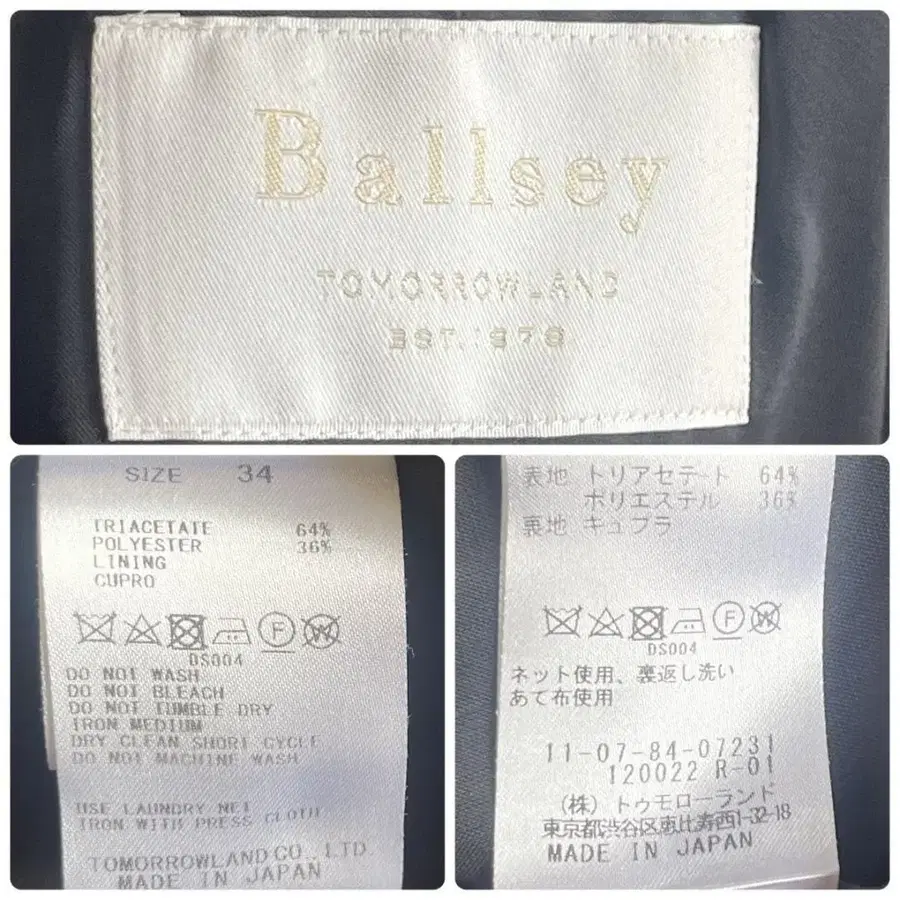 Ballsey
TOMORROWLAND
EST.1979
SIZE 34
TRIACETATE 64%
POLYESTER 36%
LINING
CUPRO
DS004
DO NOT WASH
DO NOT BLEACH
DO NOT TUMBLE DRY
IRON MEDIUM
DRY CLEAN SHORT CYCLE
DO NOT MACHINE WASH
USE LAUNDRY NET
IRON WITH PRESS CLOTH
TOMORROWLAND CO., LTD.
MADE IN JAPAN
表地 トリアセテート 64%
ポリエステル 36%
裏地 キュプラ
F W
DS004
ネット使用、裏返し洗い
あて布使用
11-07-84-07231
120022 R-01
(株) トゥモローランド
東京都渋谷区恵比寿西1-32-18
MADE IN JAPAN